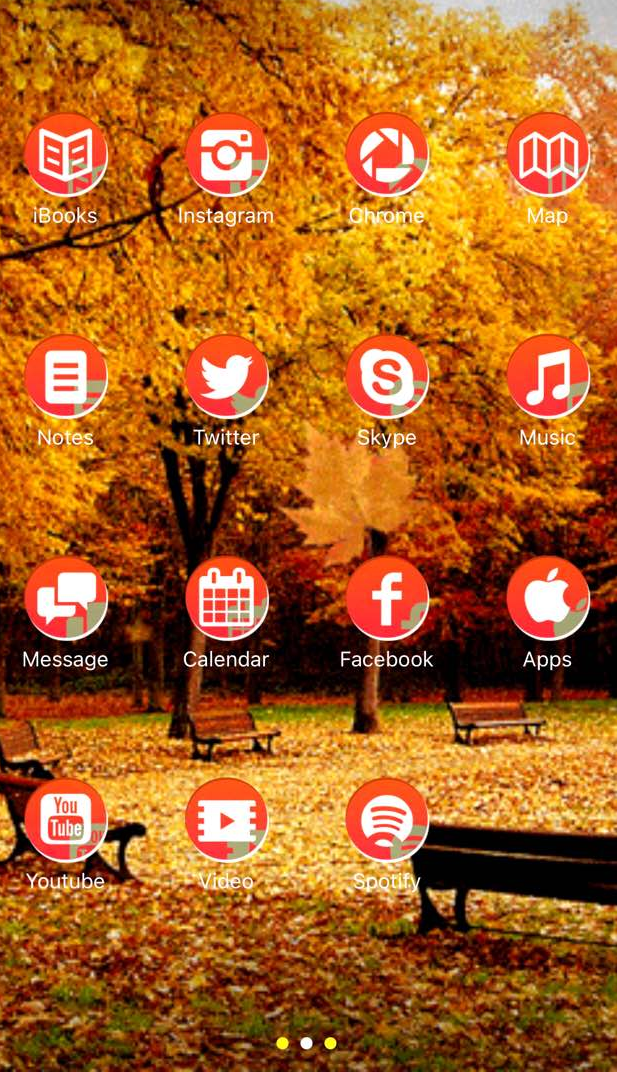 iBooks Instagram Chrome Map
Notes Twitter Skype Music
Message Calendar Facebook Apps
You
Tube
Youtube Video Spotify